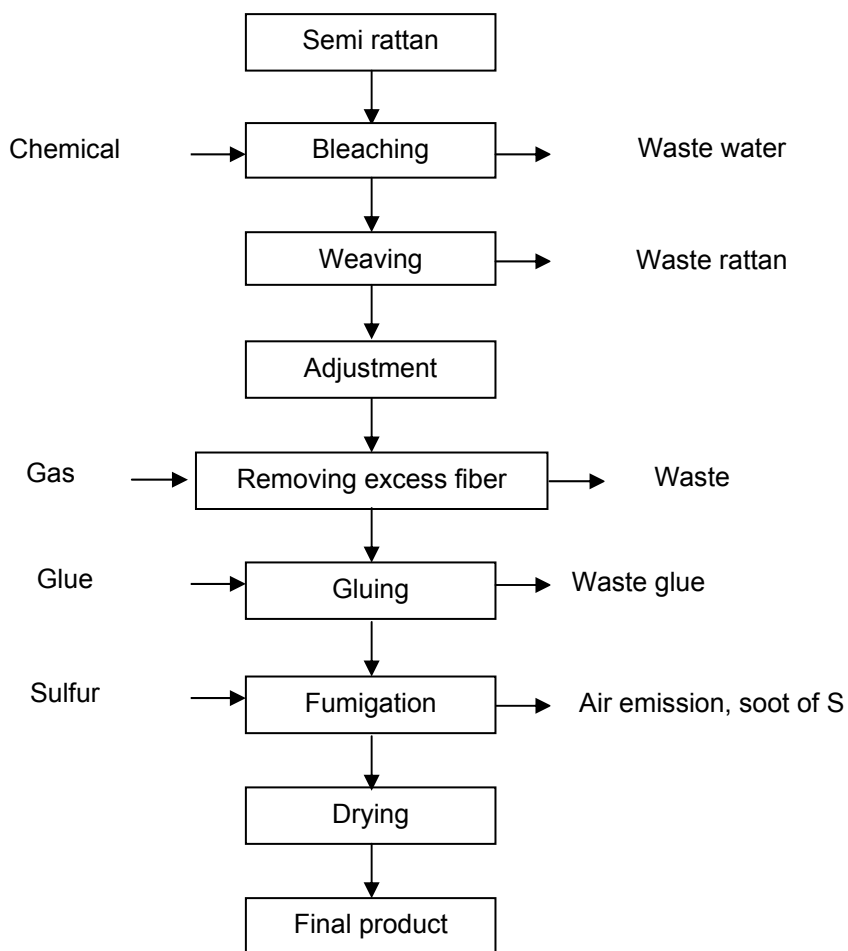 Semi rattan
Chemical
Bleaching
Waste water
Weaving
Waste rattan
Adjustment
Gas
Removing excess fiber
Waste
Glue
Gluing
Waste glue
Sulfur
Fumigation
Air emission, soot of S
Drying
Final product